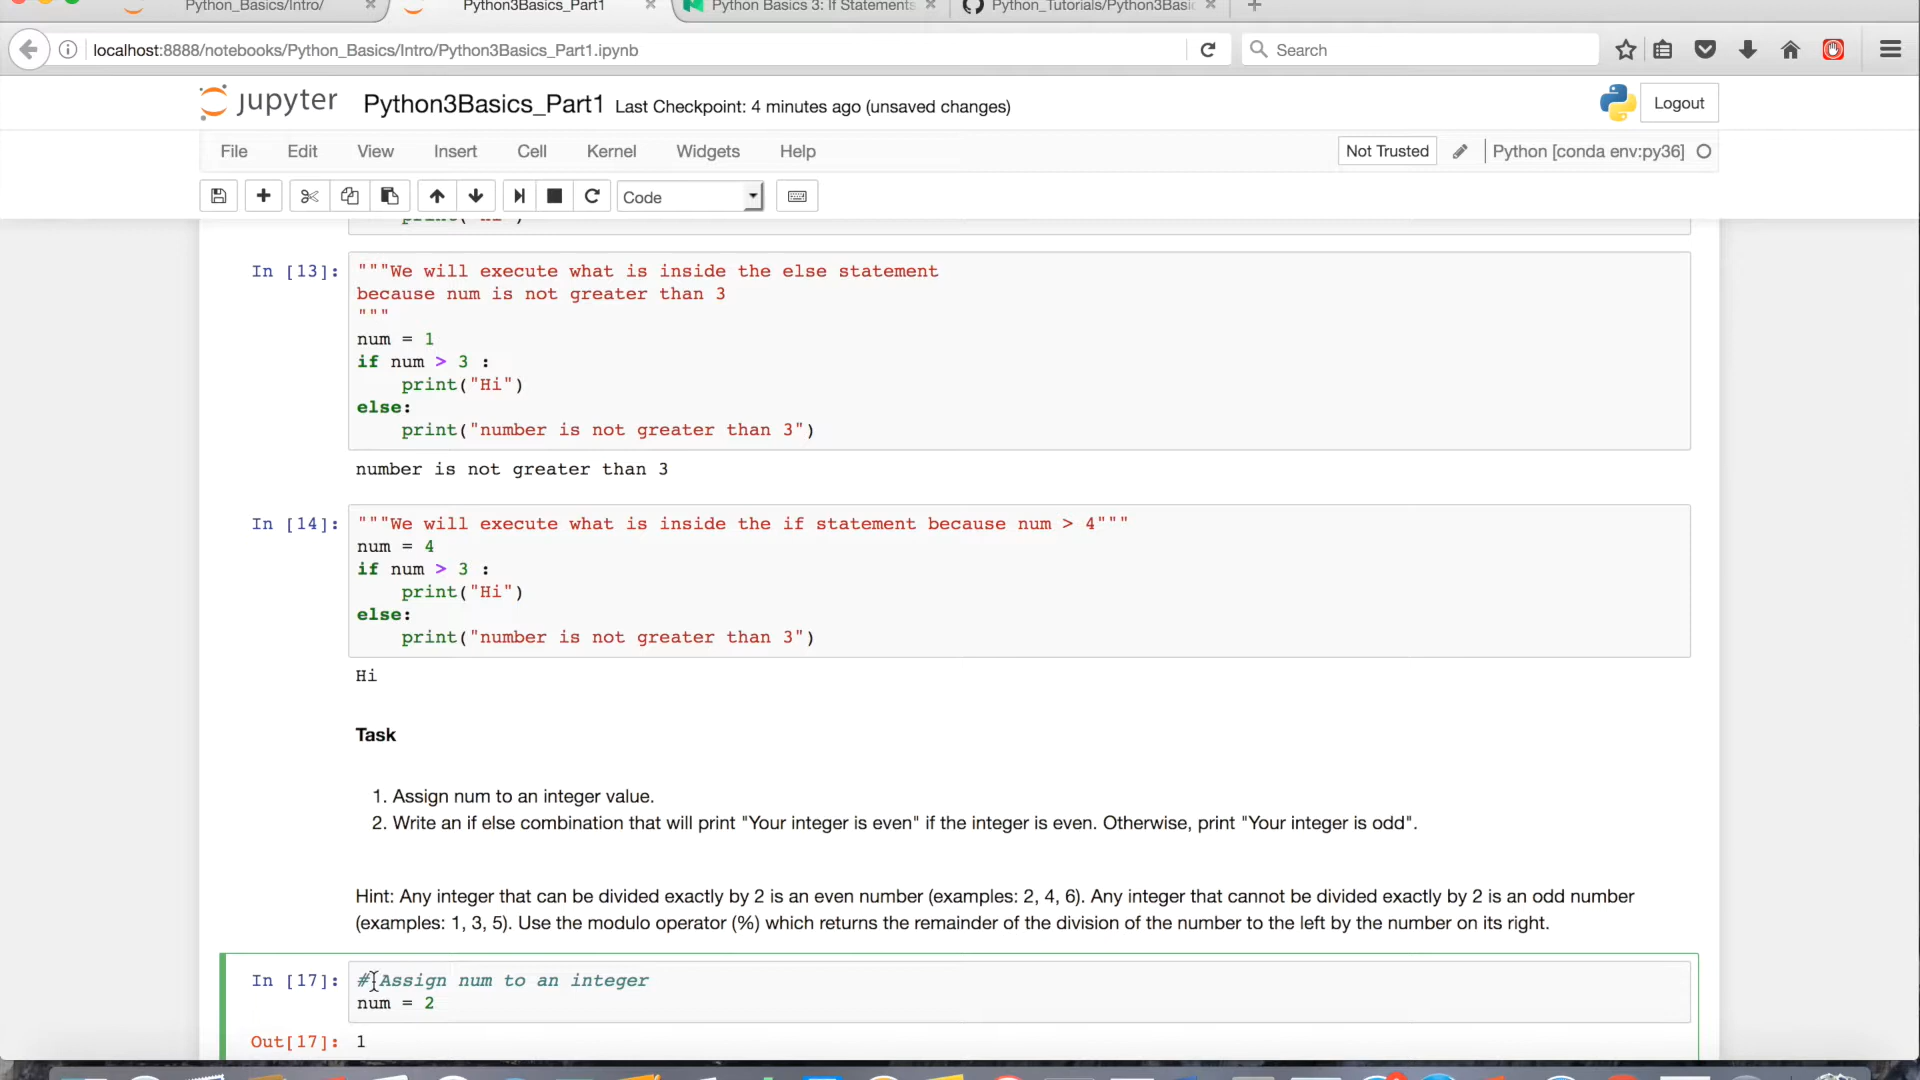 Python_Basics/Intro/
Python3Basics_Part1
Python Basics 3: If Statements
Python_Tutorials/Python3Basi
localhost:8888/notebooks/Python_Basics/Intro/Python3Basics_Part1.ipynb
Search
jupyter
Python3Basics_Part1 Last Checkpoint: 4 minutes ago (unsaved changes)
Logout
File Edit View Insert Cell Kernel Widgets Help
Not Trusted
Python [conda env:py36]
Code
In [13]:
"""We will execute what is inside the else statement
because num is not greater than 3
"""
num = 1
if num > 3 :
    print("Hi")
else:
    print("number is not greater than 3")
number is not greater than 3
In [14]:
"""We will execute what is inside the if statement because num > 4"""
num = 4
if num > 3 :
    print("Hi")
else:
    print("number is not greater than 3")
Hi
Task
1. Assign num to an integer value.
2. Write an if else combination that will print "Your integer is even" if the integer is even. Otherwise, print "Your integer is odd".
Hint: Any integer that can be divided exactly by 2 is an even number (examples: 2, 4, 6). Any integer that cannot be divided exactly by 2 is an odd number
(examples: 1, 3, 5). Use the modulo operator (%) which returns the remainder of the division of the number to the left by the number on its right.
In [17]:
# Assign num to an integer
num = 2
Out[17]: 1